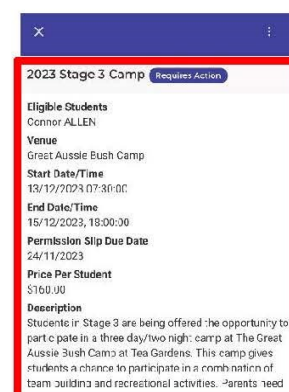 2023 Stage 3 Camp Requires Action
Eligible Students
Connor ALLEN
Venue
Great Aussie Bush Camp
Start Date/Time
13/12/2023 07:30:00
End Date/Time
15/12/2023, 18:00:00
Permission Slip Due Date
24/11/2023
Price Per Student
$160.00
Description
Students in Stage 3 are being offered the opportunity to
participate in a three day/two night camp at The Great
Aussie Bush Camp at Tea Gardens. This camp gives
students a chance to participate in a combination of
team building and recreational activities. Parents need